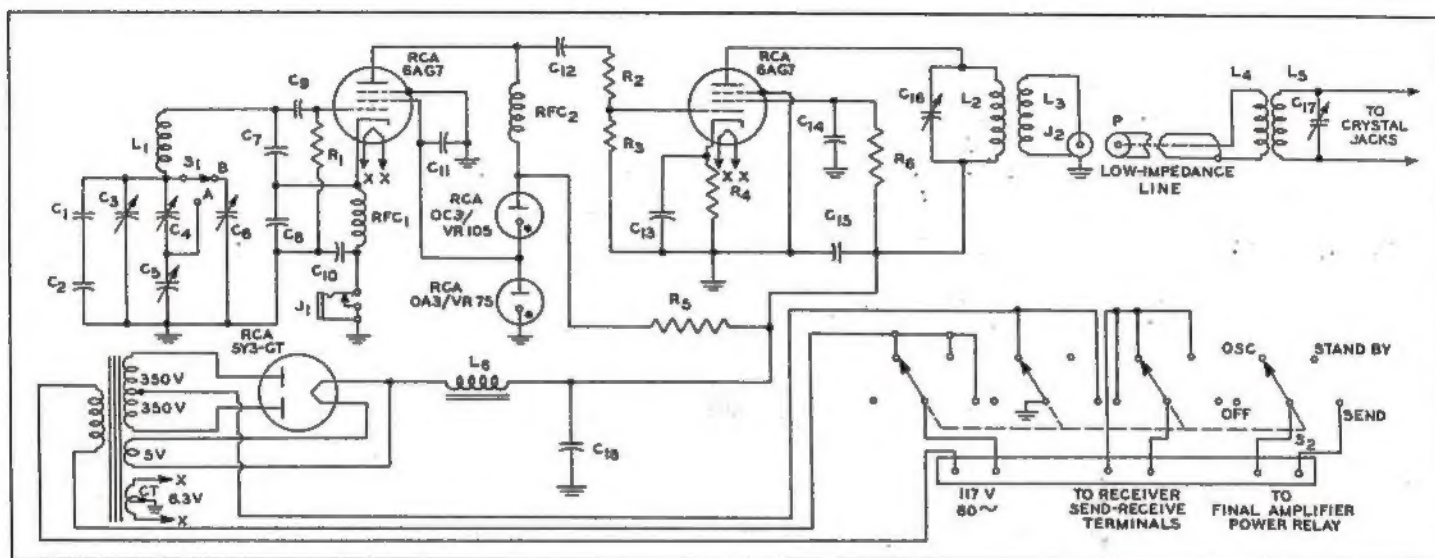 RCA
6AG7
C9
L1
S1
B
A
C7
R1
C1
C3
C4
C6
C2
C5
C8
C10
RFC1
J1
X X
C11
C12
RFC2
RCA
OC3/
VR105
RCA
OA3/VR75
R2
R3
RCA
6AG7
X X
R4
C13
C14
R6
C15
C16
L2
L3
J2
P
LOW-IMPEDANCE
LINE
L4
L5
C17
TO
CRYSTAL
JACKS
R5
RCA
5Y3-GT
350V
350V
5V
CT
6.3V
X
X
L6
C18
OSC
STAND BY
OFF
SEND
S2
117 V
60~
TO RECEIVER
SEND-RECEIVE
TERMINALS
TO
FINAL AMPLIFIER
POWER RELAY